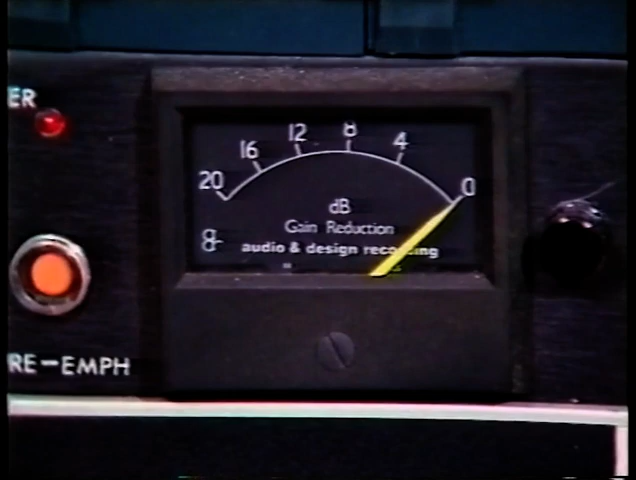 ER
20 16 12 8 4 0
dB
Gain Reduction
audio & design recording
RE-EMPH